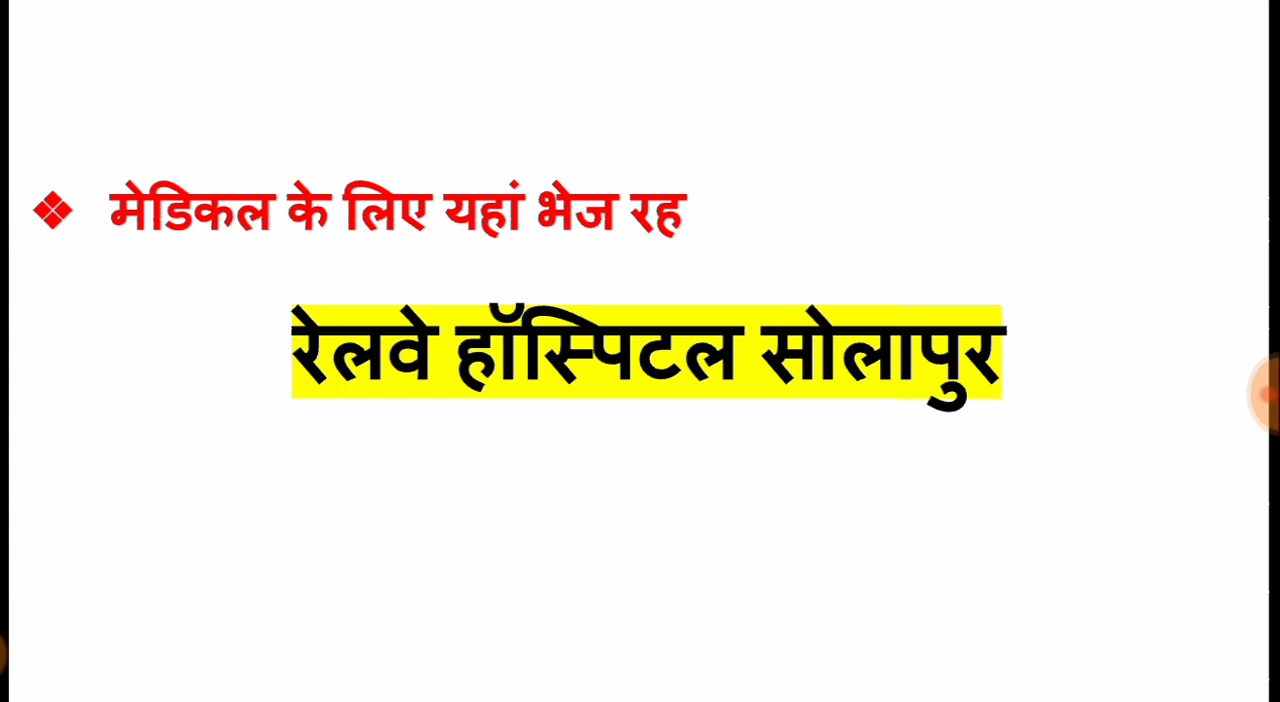 ❖ मेडिकल के लिए यहां भेज रह
रेलवे हॉस्पिटल सोलापुर